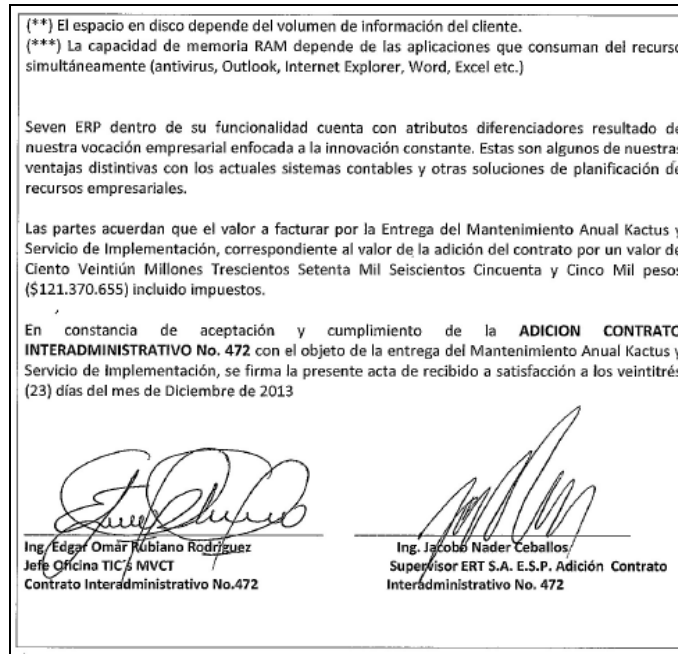 (**) El espacio en disco depende del volumen de información del cliente.
(***) La capacidad de memoria RAM depende de las aplicaciones que consuman del recurso
simultáneamente (antivirus, Outlook, Internet Explorer, Word, Excel etc.)
Seven ERP dentro de su funcionalidad cuenta con atributos diferenciadores resultado de
nuestra vocación empresarial enfocada a la innovación constante. Estas son algunos de nuestras
ventajas distintivas con los actuales sistemas contables y otras soluciones de planificación de
recursos empresariales.
Las partes acuerdan que el valor a facturar por la Entrega del Mantenimiento Anual Kactus y
Servicio de Implementación, correspondiente al valor de la adición del contrato por un valor de
Ciento Veintiún Millones Trescientos Setenta Mil Seiscientos Cincuenta y Cinco Mil pesos
($121.370.655) incluido impuestos.
En constancia de aceptación y cumplimiento de la ADICION CONTRATO
INTERADMINISTRATIVO No. 472 con el objeto de la entrega del Mantenimiento Anual Kactus y
Servicio de Implementación, se firma la presente acta de recibido a satisfacción a los veintitrés
(23) días del mes de Diciembre de 2013
Ing. Edgar Omar Rubiano Rodríguez
Jefe Oficina TIC's MVCT
Contrato Interadministrativo No.472
Ing. Jacobo Nader Ceballos
Supervisor ERT S.A. E.S.P. Adición Contrato
Interadministrativo No. 472